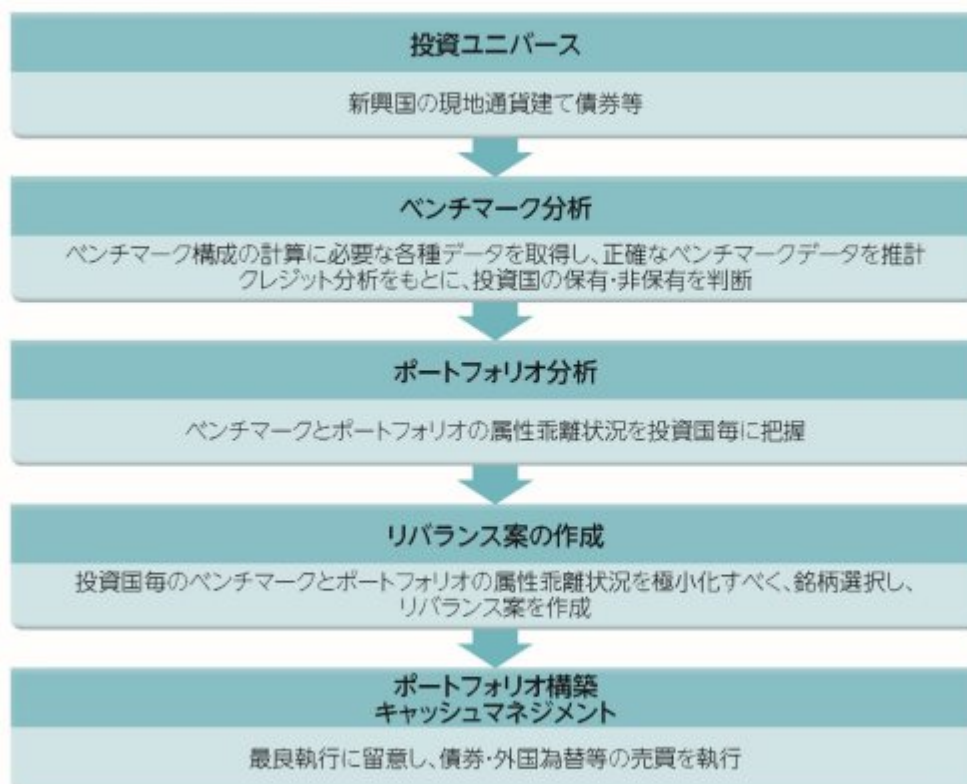 投資ユニバース
新興国の現地通貨建て債券等
ベンチマーク分析
ベンチマーク構成の計算に必要な各種データを取得し、正確なベンチマークデータを推計
クレジット分析をもとに、投資国の保有・非保有を判断
ポートフォリオ分析
ベンチマークとポートフォリオの属性乖離状況を投資国毎に把握
リバランス案の作成
投資国毎のベンチマークとポートフォリオの属性乖離状況を極小化すべく、銘柄選択し、
リバランス案を作成
ポートフォリオ構築
キャッシュマネジメント
最良執行に留意し、債券・外国為替等の売買を執行